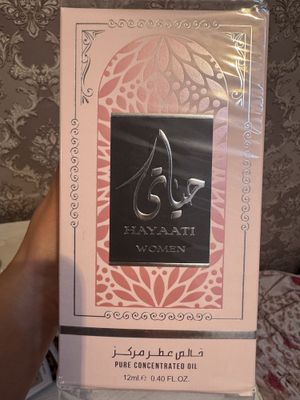 حياتي
HAYAATI
WOMEN
خالص عطر مركز
PURE CONCENTRATED OIL
12ml ℮ 0.40 FL.OZ.